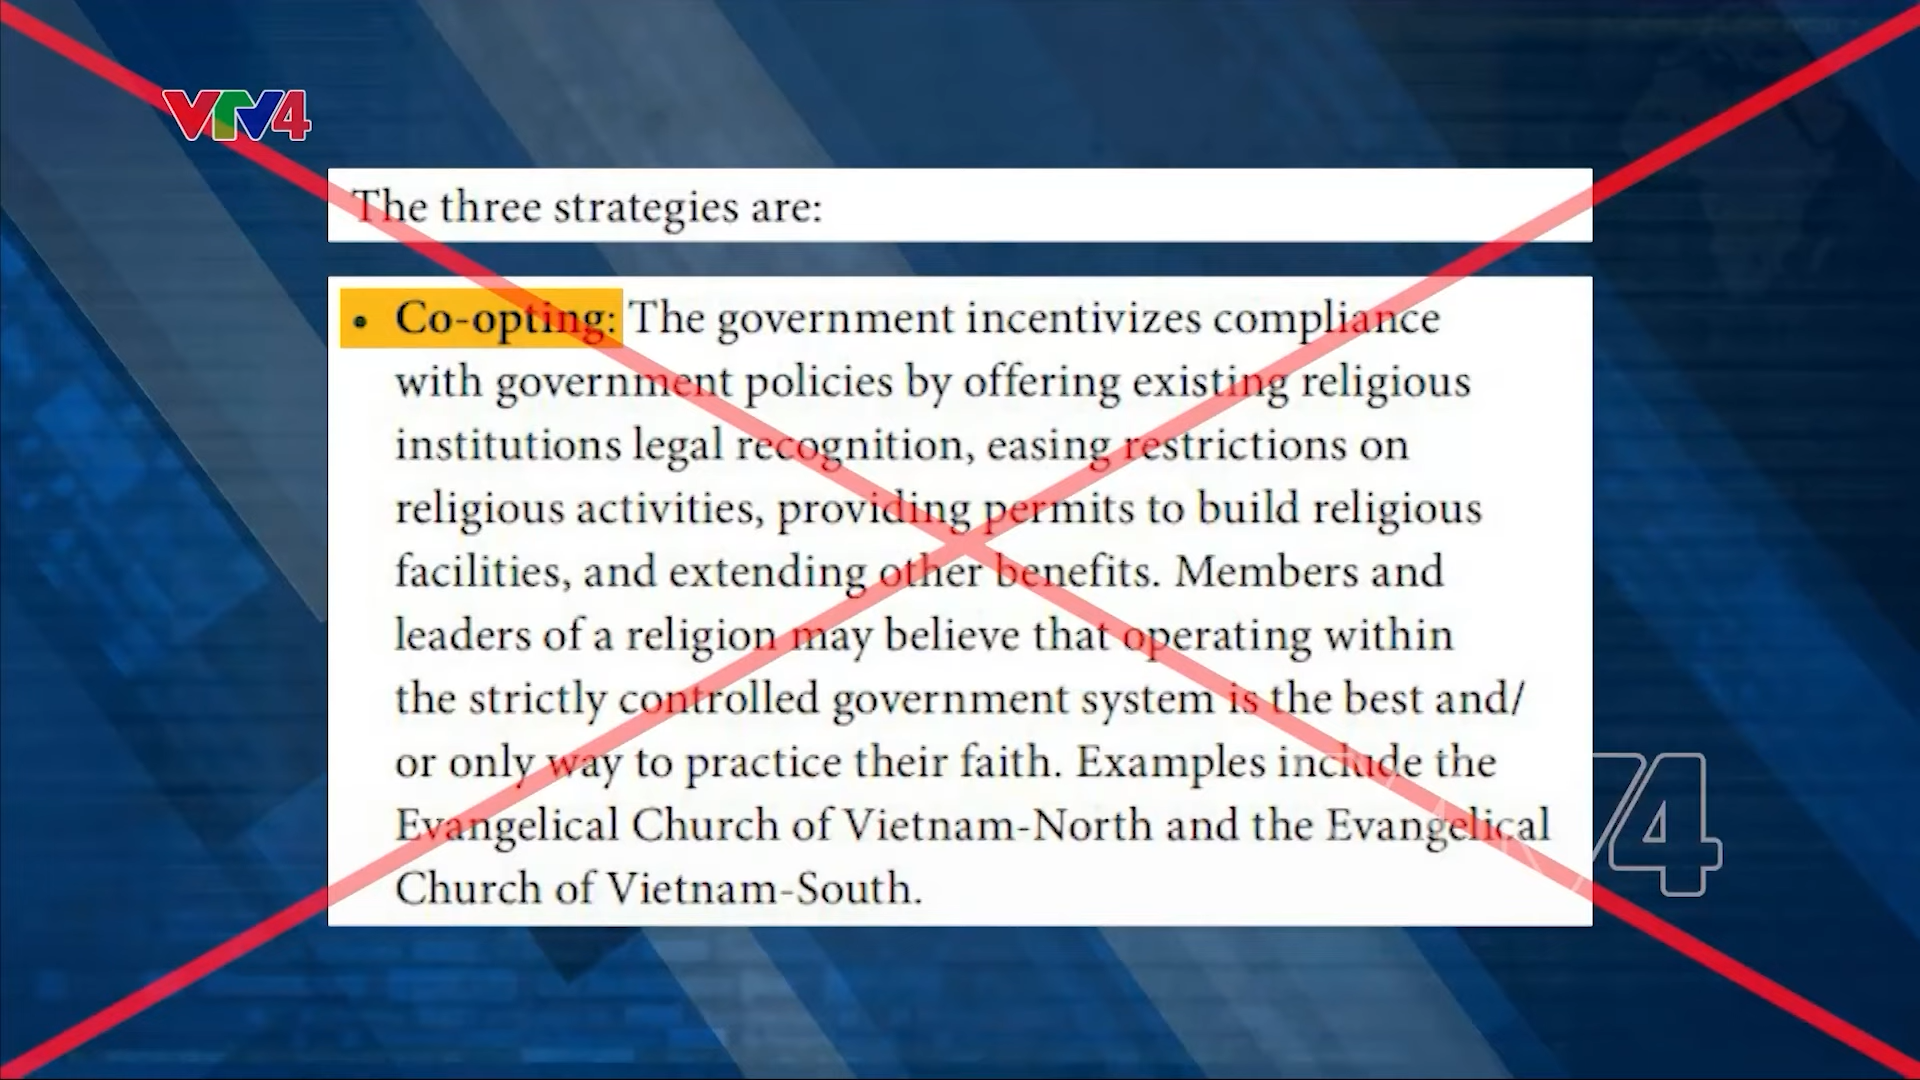 VTV4
The three strategies are:
• Co-opting: The government incentivizes compliance
with government policies by offering existing religious
institutions legal recognition, easing restrictions on
religious activities, providing permits to build religious
facilities, and extending other benefits. Members and
leaders of a religion may believe that operating within
the strictly controlled government system is the best and/
or only way to practice their faith. Examples include the
Evangelical Church of Vietnam-North and the Evangelical
Church of Vietnam-South.